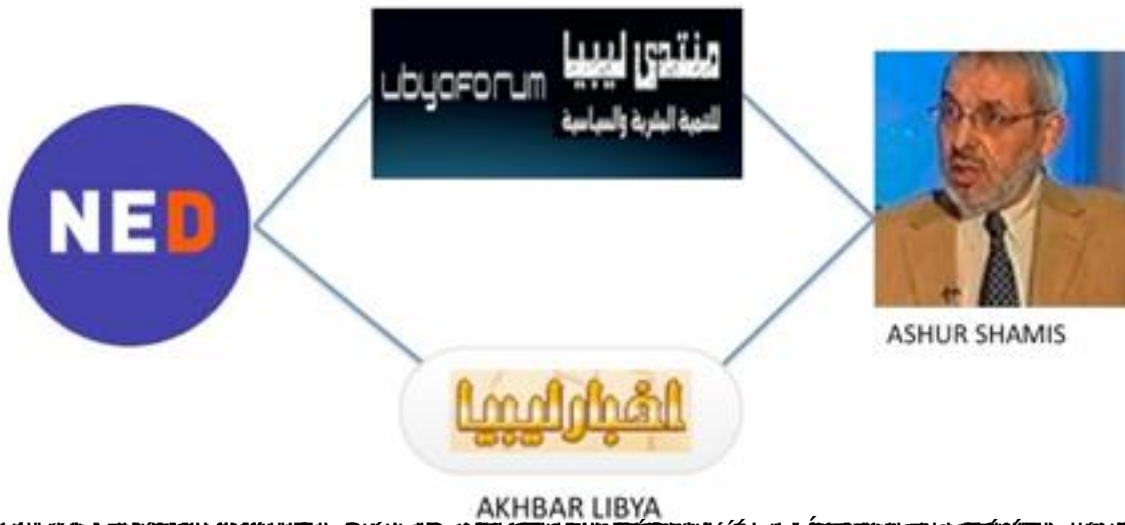 NED
libyaforum
منتدى ليبيا
للتنمية البشرية والسياسية
ASHUR SHAMIS
اخبار ليبيا
AKHBAR LIBYA